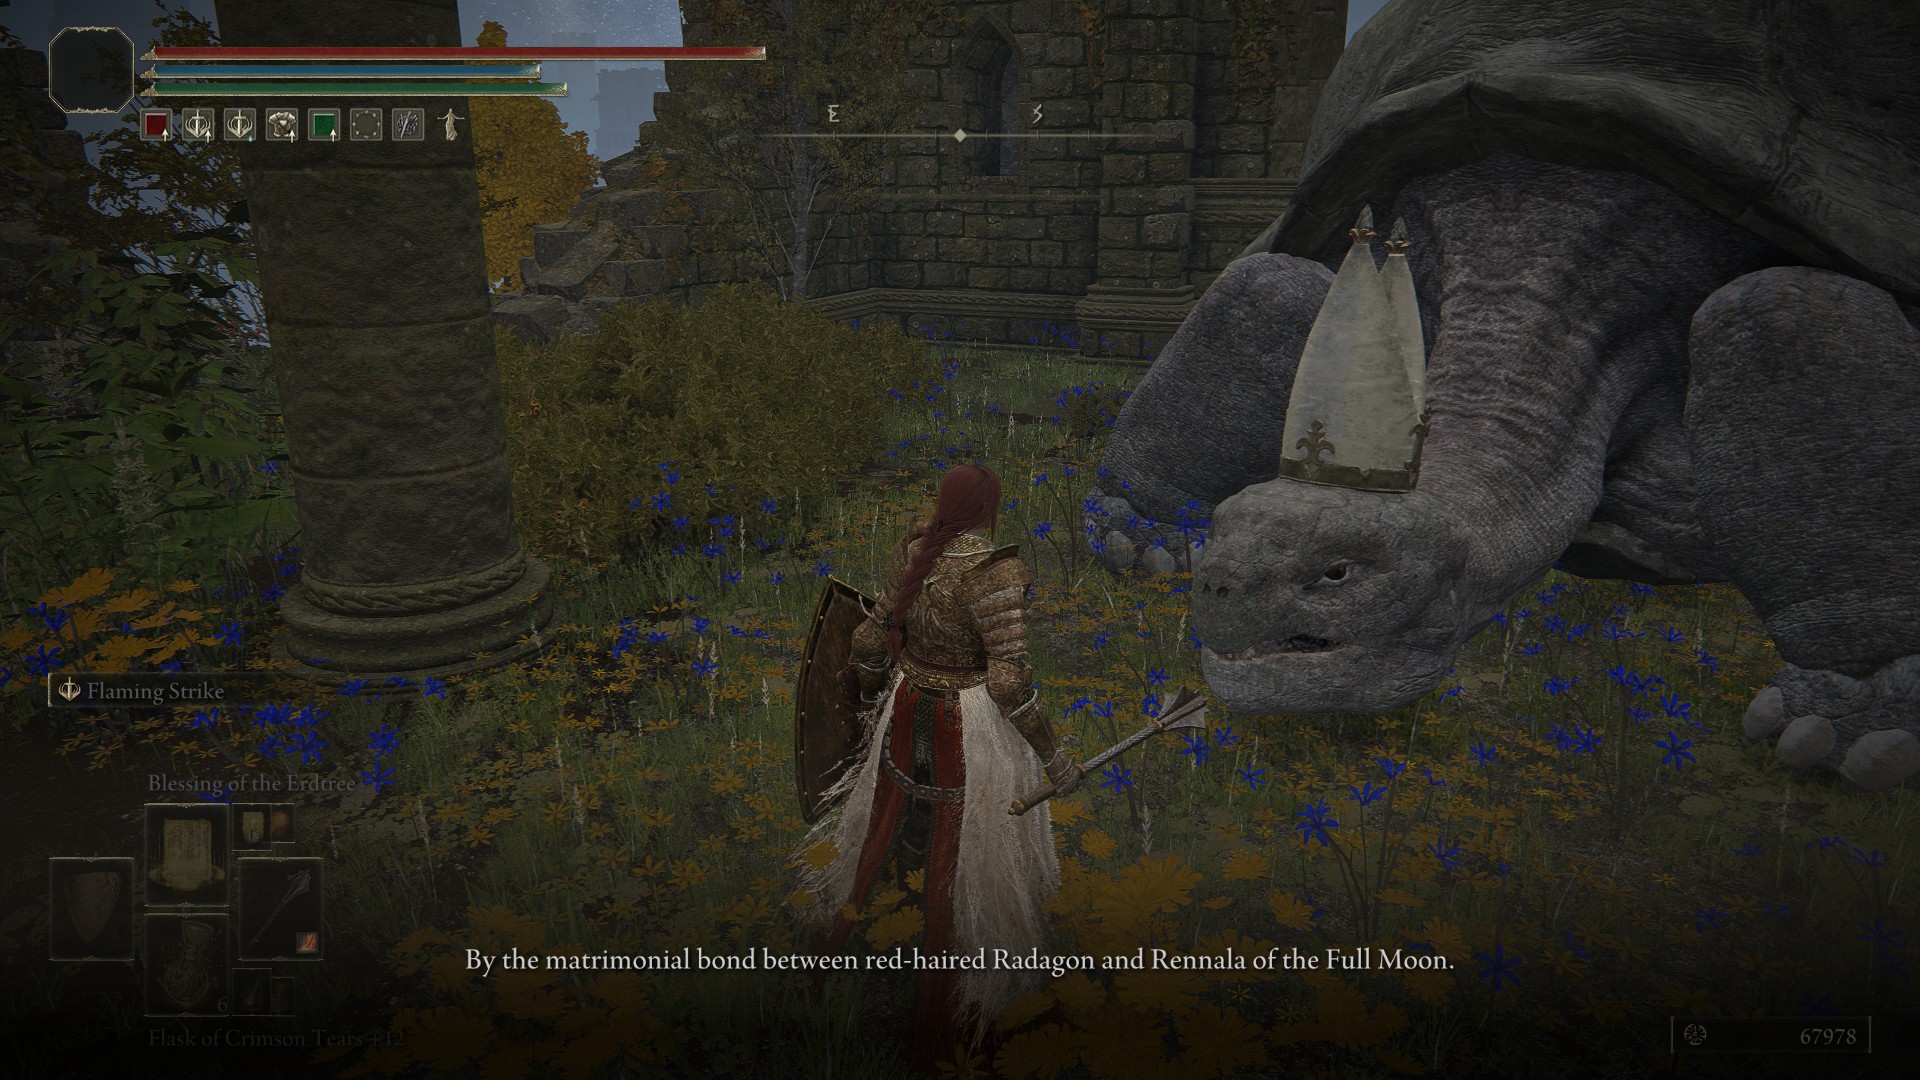 E S
Flaming Strike
Blessing of the Erdtree
By the matrimonial bond between red-haired Radagon and Rennala of the Full Moon.
6
Flask of Crimson Tears +12
67978